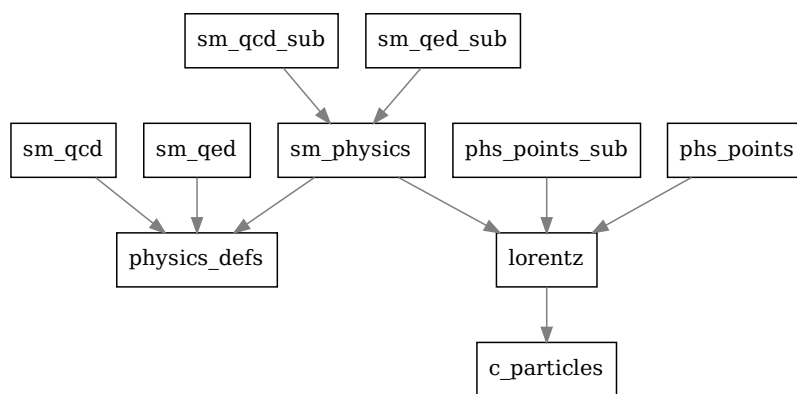 sm_qcd_sub
sm_qed_sub
sm_qcd
sm_qed
sm_physics
phs_points_sub
phs_points
physics_defs
lorentz
c_particles